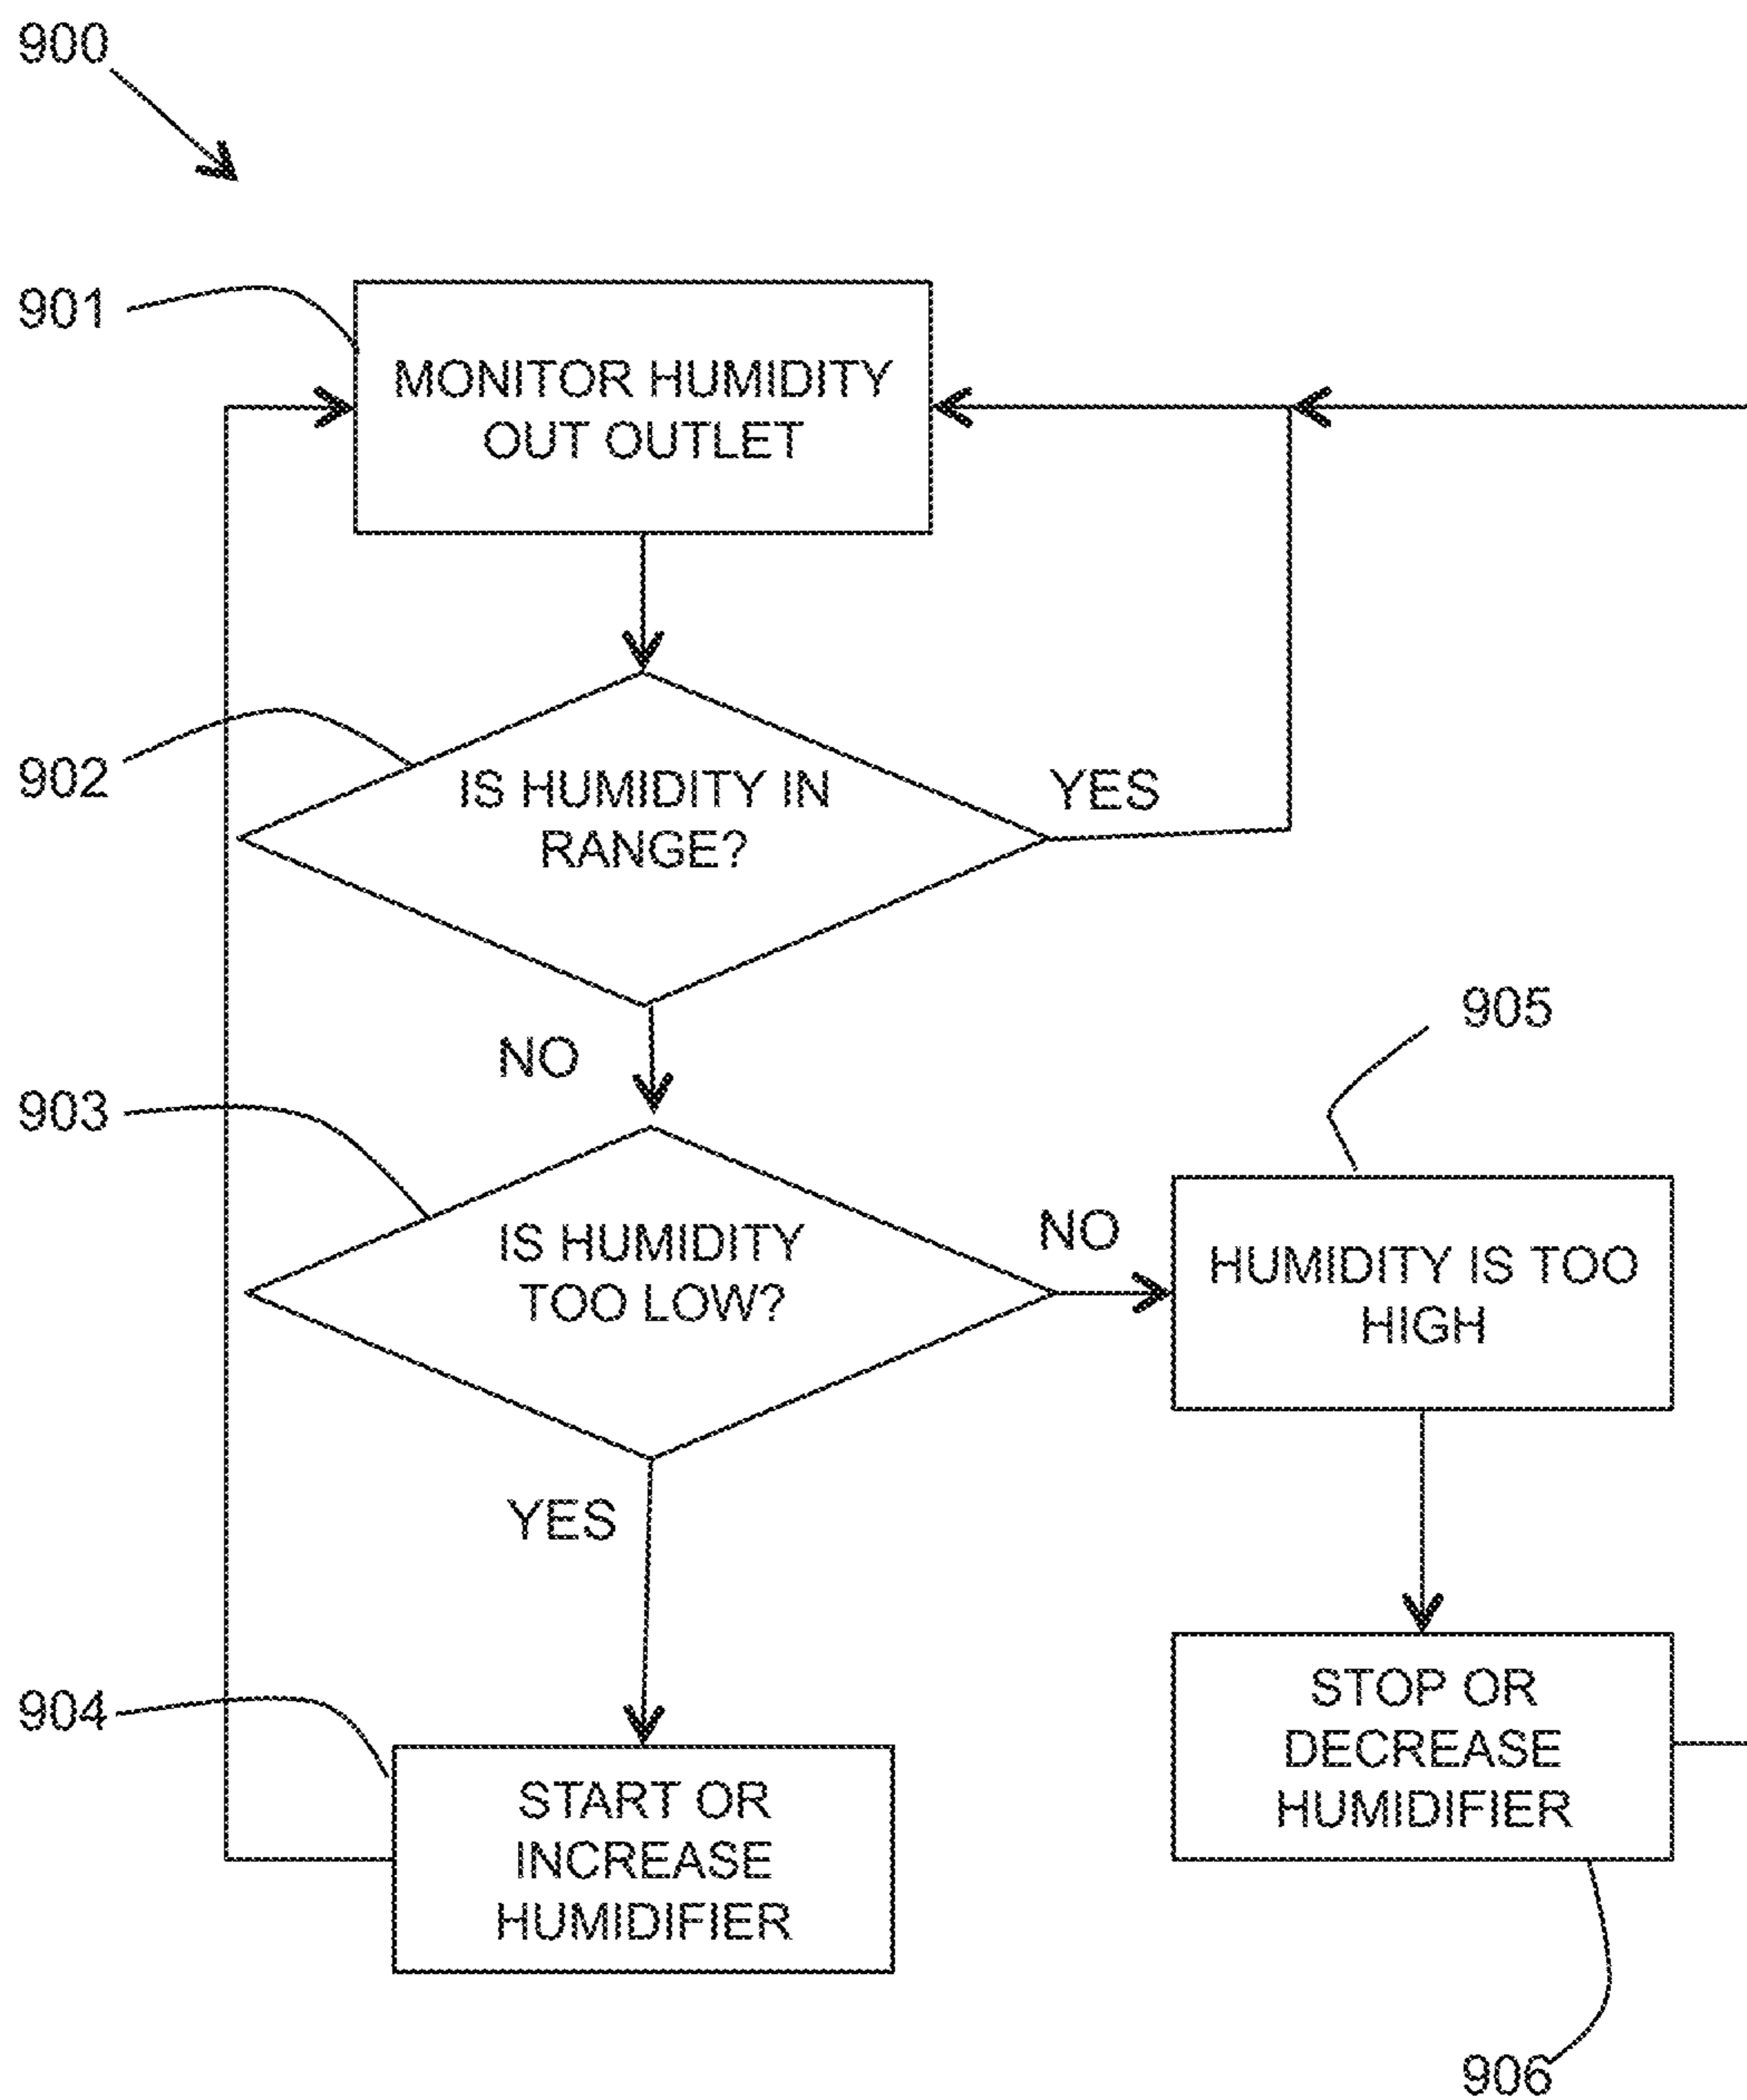 900
901
MONITOR HUMIDITY
OUT OUTLET
902
IS HUMIDITY IN
RANGE?
YES
NO
905
903
IS HUMIDITY
TOO LOW?
NO
HUMIDITY IS TOO
HIGH
YES
904
START OR
INCREASE
HUMIDIFIER
STOP OR
DECREASE
HUMIDIFIER
906